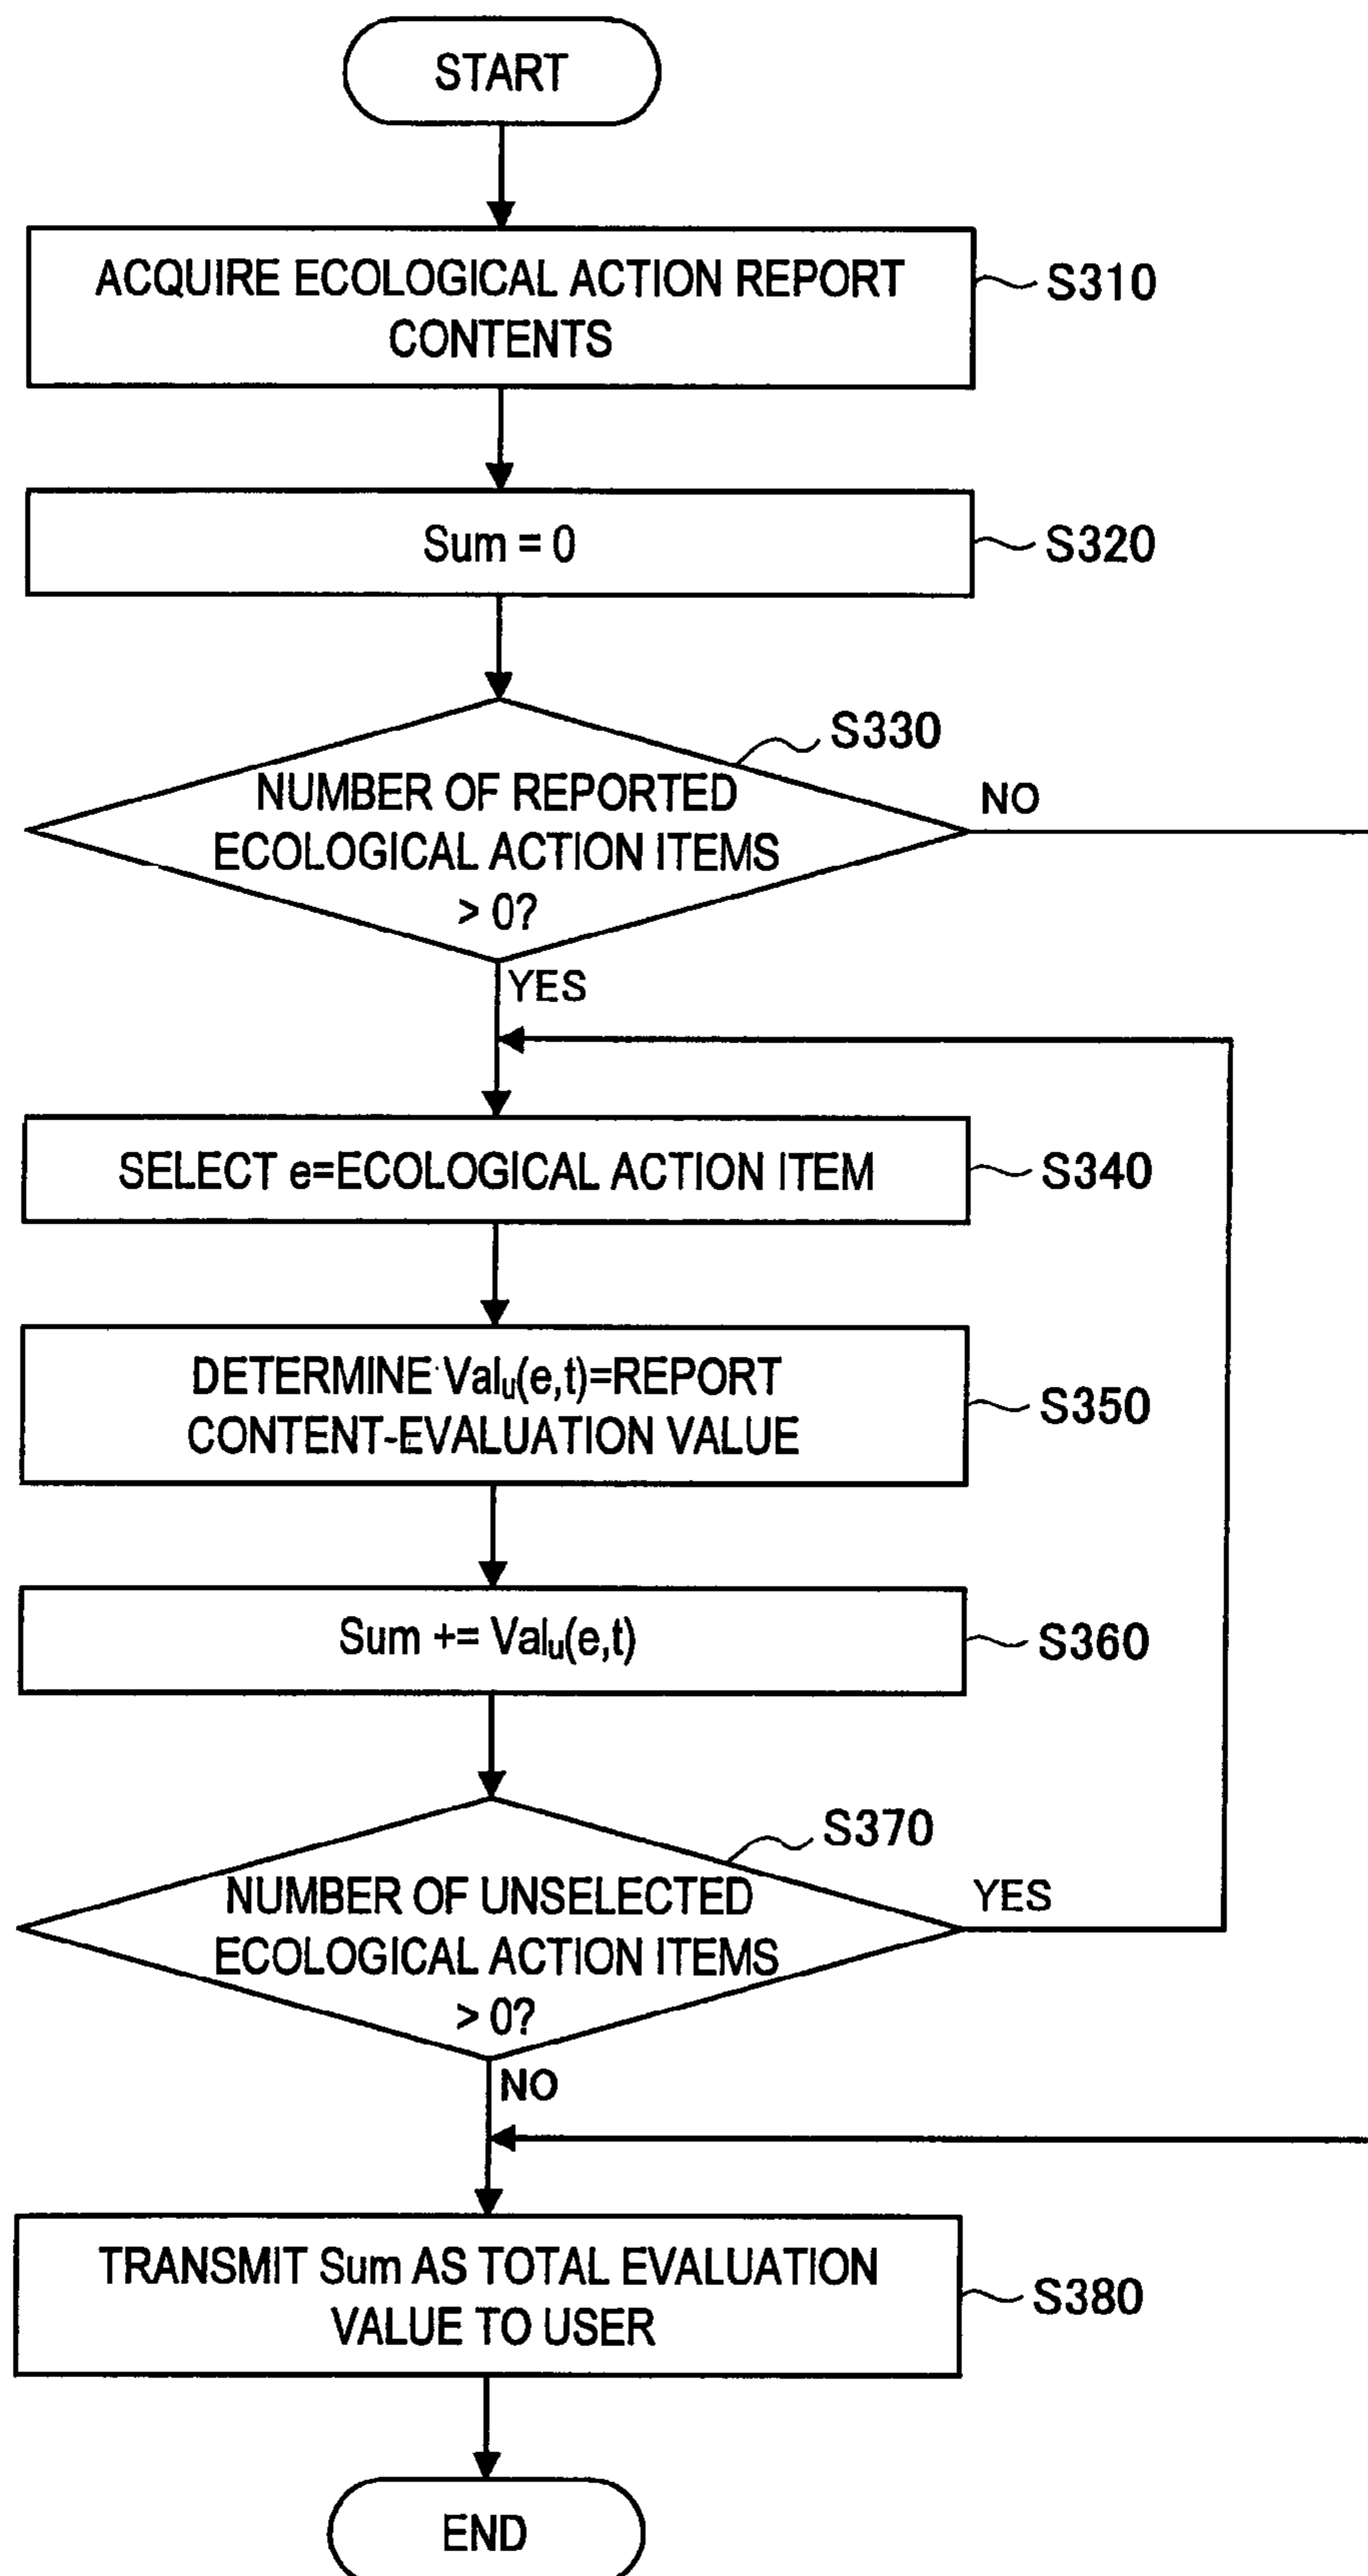 START
ACQUIRE ECOLOGICAL ACTION REPORT
CONTENTS
S310
Sum = 0
S320
S330
NUMBER OF REPORTED
ECOLOGICAL ACTION ITEMS
> 0?
NO
YES
SELECT e=ECOLOGICAL ACTION ITEM
S340
DETERMINE Valu(e,t)=REPORT
CONTENT-EVALUATION VALUE
S350
Sum += Valu(e,t)
S360
S370
NUMBER OF UNSELECTED
ECOLOGICAL ACTION ITEMS
> 0?
YES
NO
TRANSMIT Sum AS TOTAL EVALUATION
VALUE TO USER
S380
END